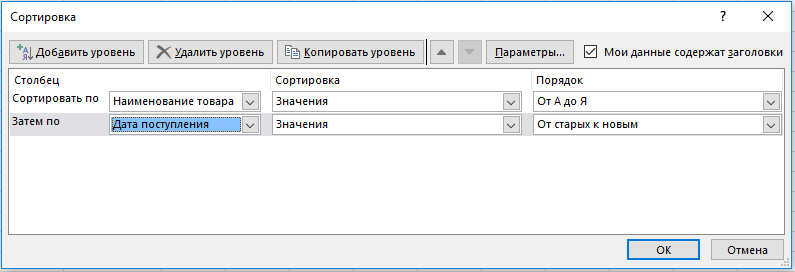 Сортировка ?
Добавить уровень Удалить уровень Копировать уровень Параметры... Мои данные содержат заголовки
Столбец Сортировка Порядок
Сортировать по Наименование товара Значения От А до Я
Затем по Дата поступления Значения От старых к новым
ОК Отмена